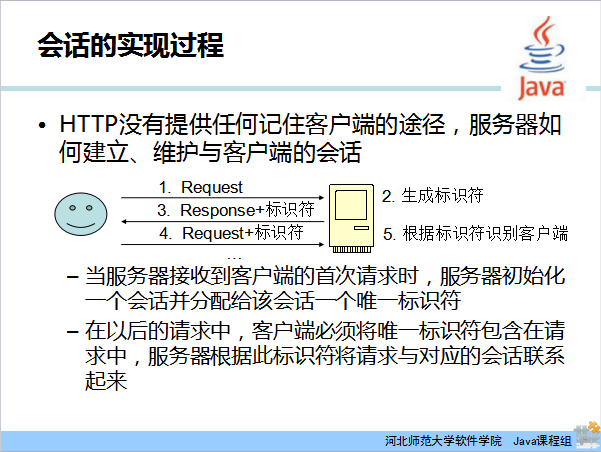 会话的实现过程
Java
• HTTP没有提供任何记住客户端的途径，服务器如
何建立、维护与客户端的会话
1. Request
2. 生成标识符
3. Response+标识符
4. Request+标识符
5. 根据标识符识别客户端
…
– 当服务器接收到客户端的首次请求时，服务器初始化
一个会话并分配给该会话一个唯一标识符
– 在以后的请求中，客户端必须将唯一标识符包含在请
求中，服务器根据此标识符将请求与对应的会话联系
起来
河北师范大学软件学院 Java课程组